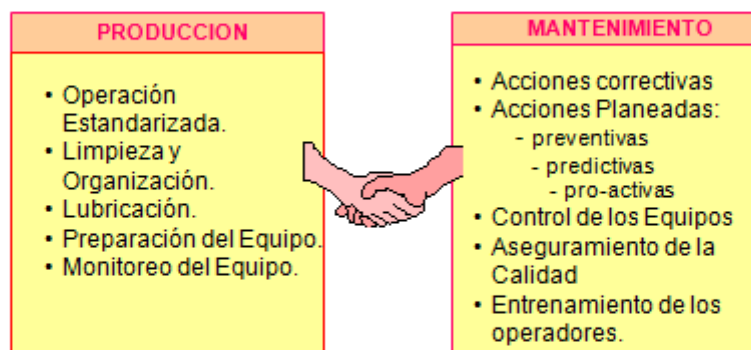 PRODUCCION
• Operación
Estandarizada.
• Limpieza y
Organización.
• Lubricación.
• Preparación del Equipo.
• Monitoreo del Equipo.
MANTENIMIENTO
• Acciones correctivas
• Acciones Planeadas:
- preventivas
- predictivas
- pro-activas
• Control de los Equipos
• Aseguramiento de la
Calidad
• Entrenamiento de los
operadores.